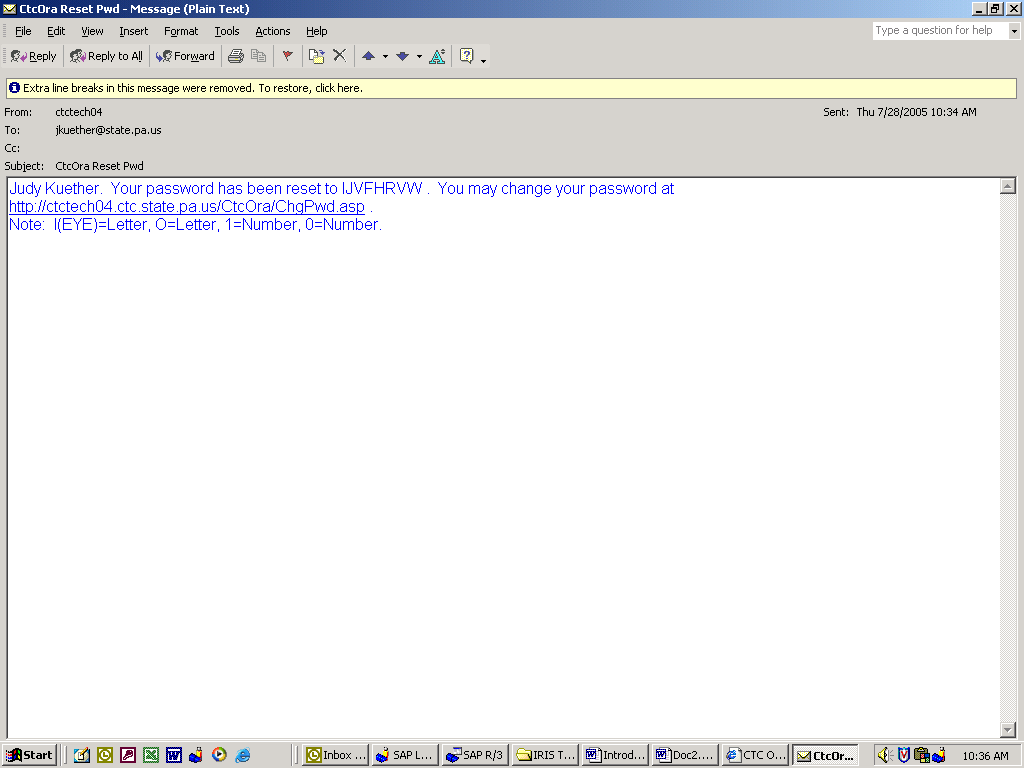 CtcOra Reset Pwd - Message (Plain Text)
File Edit View Insert Format Tools Actions Help
Type a question for help
Reply Reply to All Forward
Extra line breaks in this message were removed. To restore, click here.
From: ctctech04 Sent: Thu 7/28/2005 10:34 AM
To: jkuether@state.pa.us
Cc:
Subject: CtcOra Reset Pwd
Judy Kuether. Your password has been reset to IJVFHRVW . You may change your password at
http://ctctech04.ctc.state.pa.us/CtcOra/ChgPwd.asp .
Note: I(EYE)=Letter, O=Letter, 1=Number, 0=Number.
Start Inbox ... SAP L... SAP R/3 IRIS T... Introd... Doc2.... CTC O... CtcOr... 10:36 AM